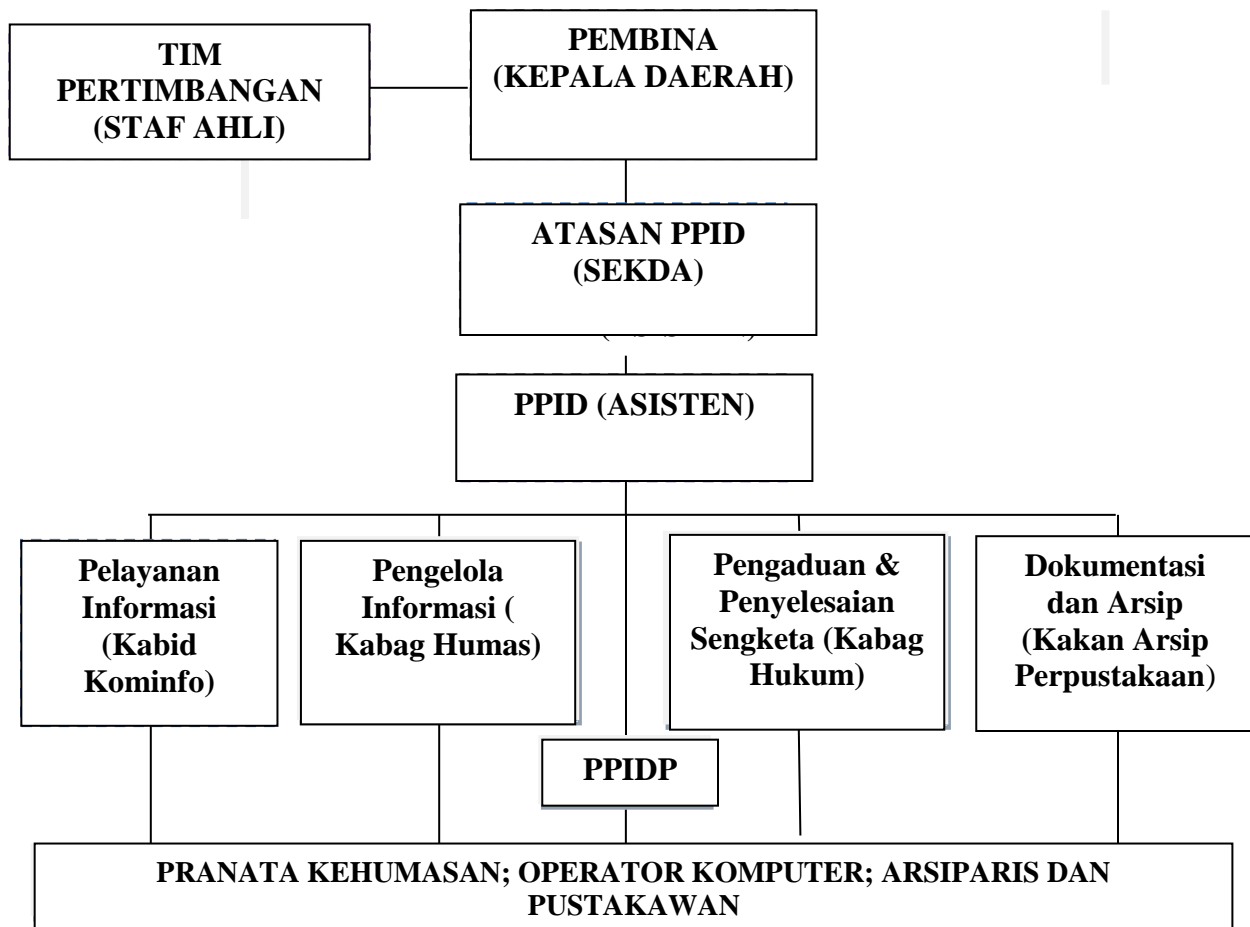 TIM
PERTIMBANGAN
(STAF AHLI)
PEMBINA
(KEPALA DAERAH)
ATASAN PPID
(SEKDA)
PPID (ASISTEN)
Pelayanan
Informasi
(Kabid
Kominfo)
Pengelola
Informasi (
Kabag Humas)
Pengaduan &
Penyelesaian
Sengketa (Kabag
Hukum)
Dokumentasi
dan Arsip
(Kakan Arsip
Perpustakaan)
PPIDP
PRANATA KEHUMASAN; OPERATOR KOMPUTER; ARSIPARIS DAN
PUSTAKAWAN